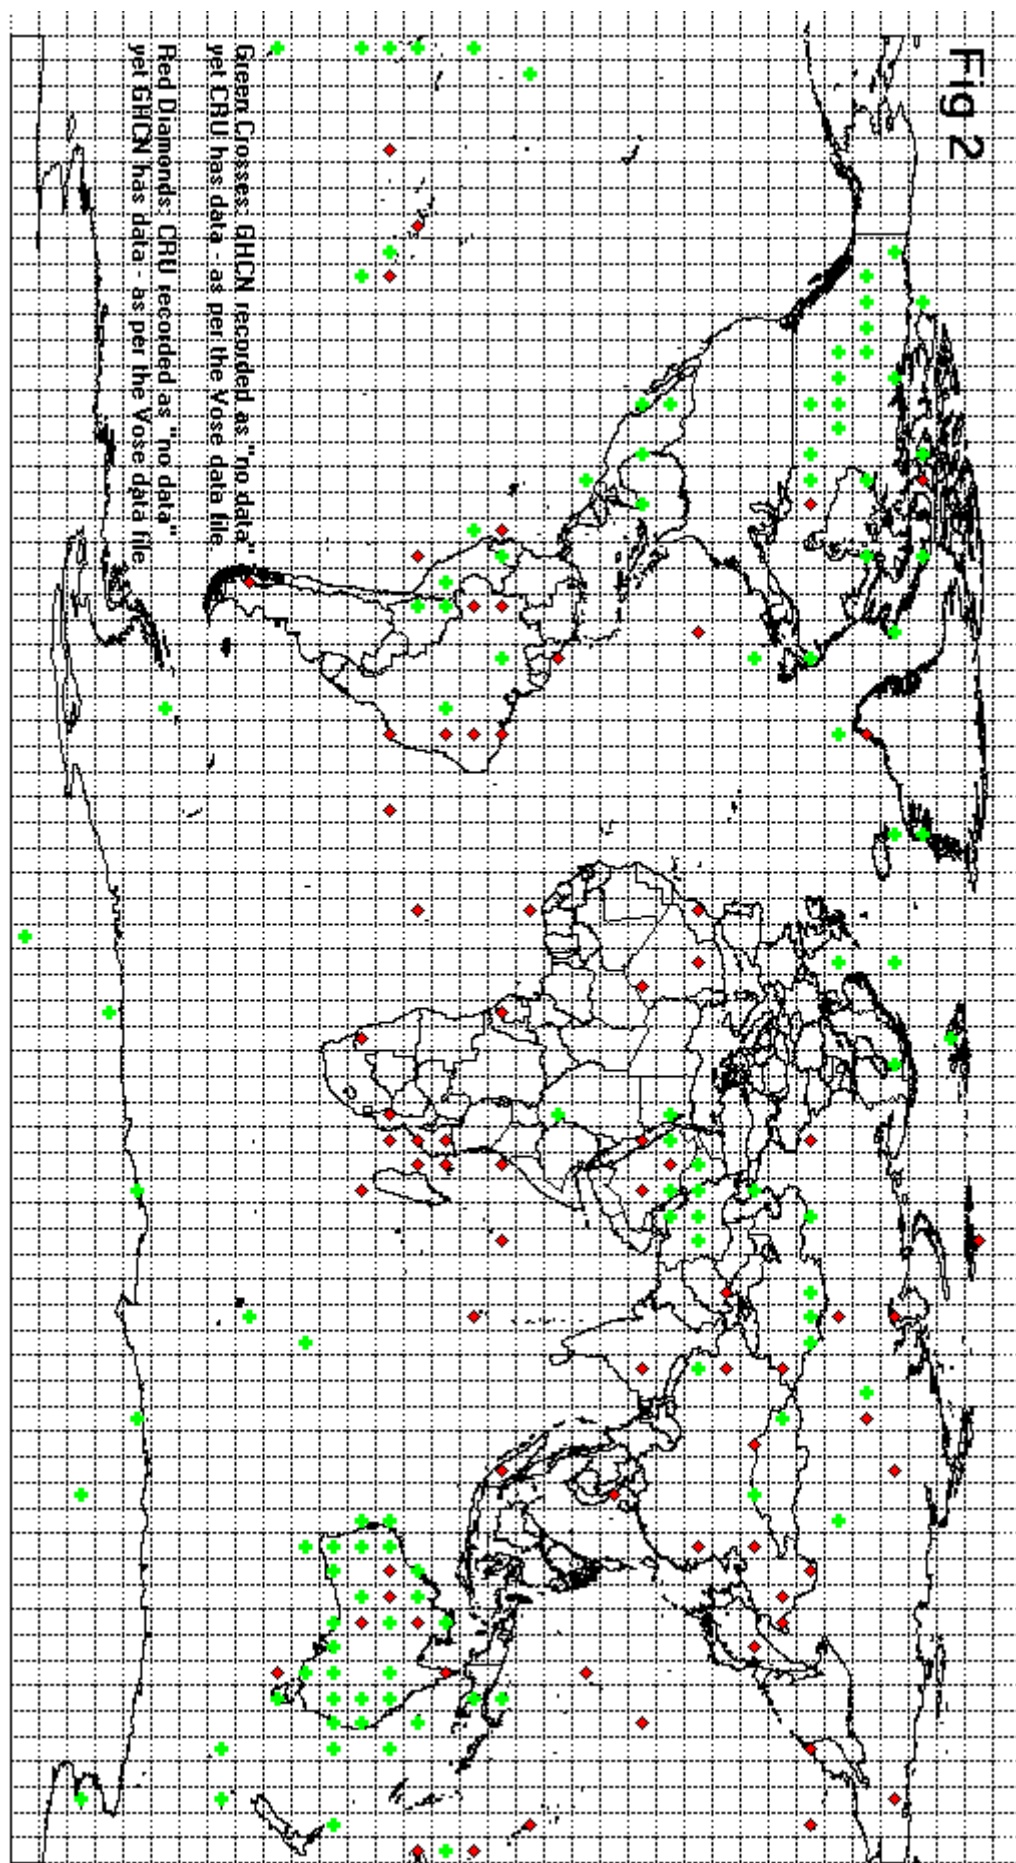 Fig 2
Green Crosses: GHCN recorded as "no data"
yet CRU has data - as per the Vose data file
Red Diamonds: CRU recorded as "no data"
yet GHCN has data - as per the Vose data file